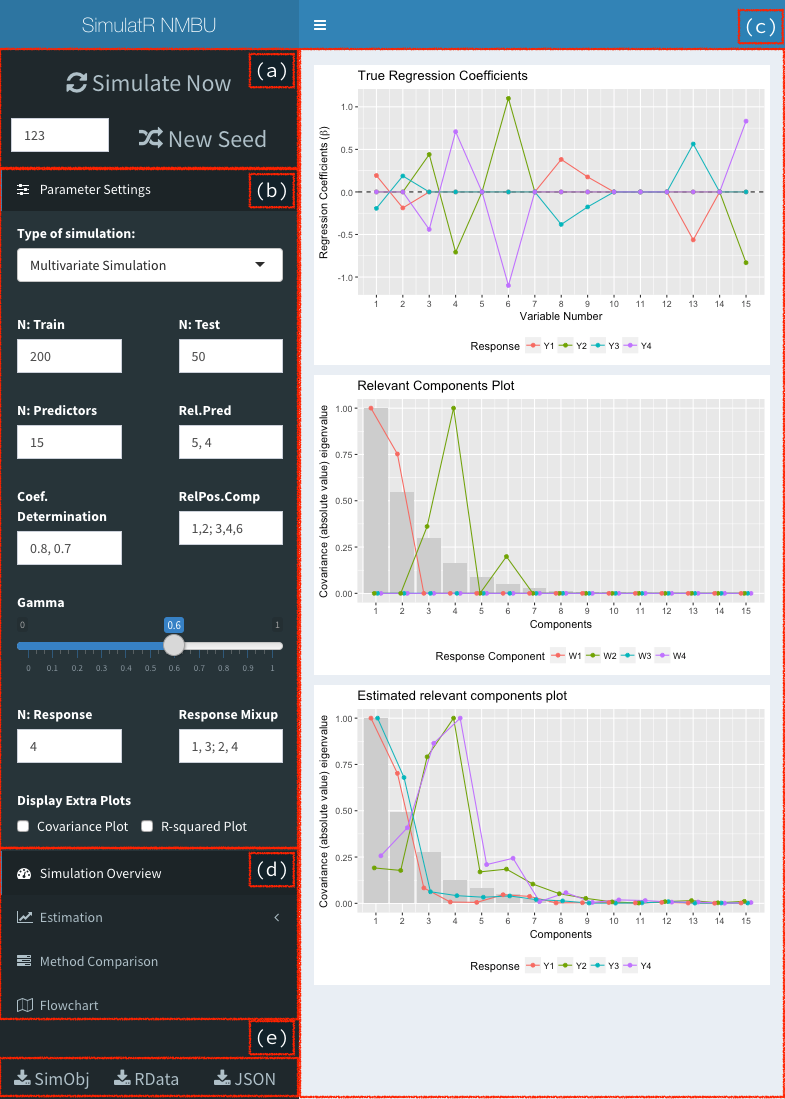 SimulatR NMBU
(c)
(a)
Simulate Now
123
New Seed
(b)
Parameter Settings
Type of simulation:
Multivariate Simulation
N: Train
N: Test
200
50
N: Predictors
Rel.Pred
15
5, 4
Coef.
Determination
RelPos.Comp
0.8, 0.7
1,2; 3,4,6
Gamma
0
0.6
1
0 0.1 0.2 0.3 0.4 0.5 0.6 0.7 0.8 0.9 1
N: Response
Response Mixup
4
1, 3; 2, 4
Display Extra Plots
Covariance Plot
R-squared Plot
(d)
Simulation Overview
Estimation
Method Comparison
Flowchart
(e)
SimObj
RData
JSON
True Regression Coefficients
Regression Coefficients (β)
1.0
0.5
0.0
-0.5
-1.0
1 2 3 4 5 6 7 8 9 10 11 12 13 14 15
Variable Number
Response Y1 Y2 Y3 Y4
Relevant Components Plot
Covariance (absolute value) eigenvalue
1.00
0.75
0.50
0.25
0.00
1 2 3 4 5 6 7 8 9 10 11 12 13 14 15
Components
Response Component W1 W2 W3 W4
Estimated relevant components plot
Covariance (absolute value) eigenvalue
1.00
0.75
0.50
0.25
0.00
1 2 3 4 5 6 7 8 9 10 11 12 13 14 15
Components
Response Y1 Y2 Y3 Y4